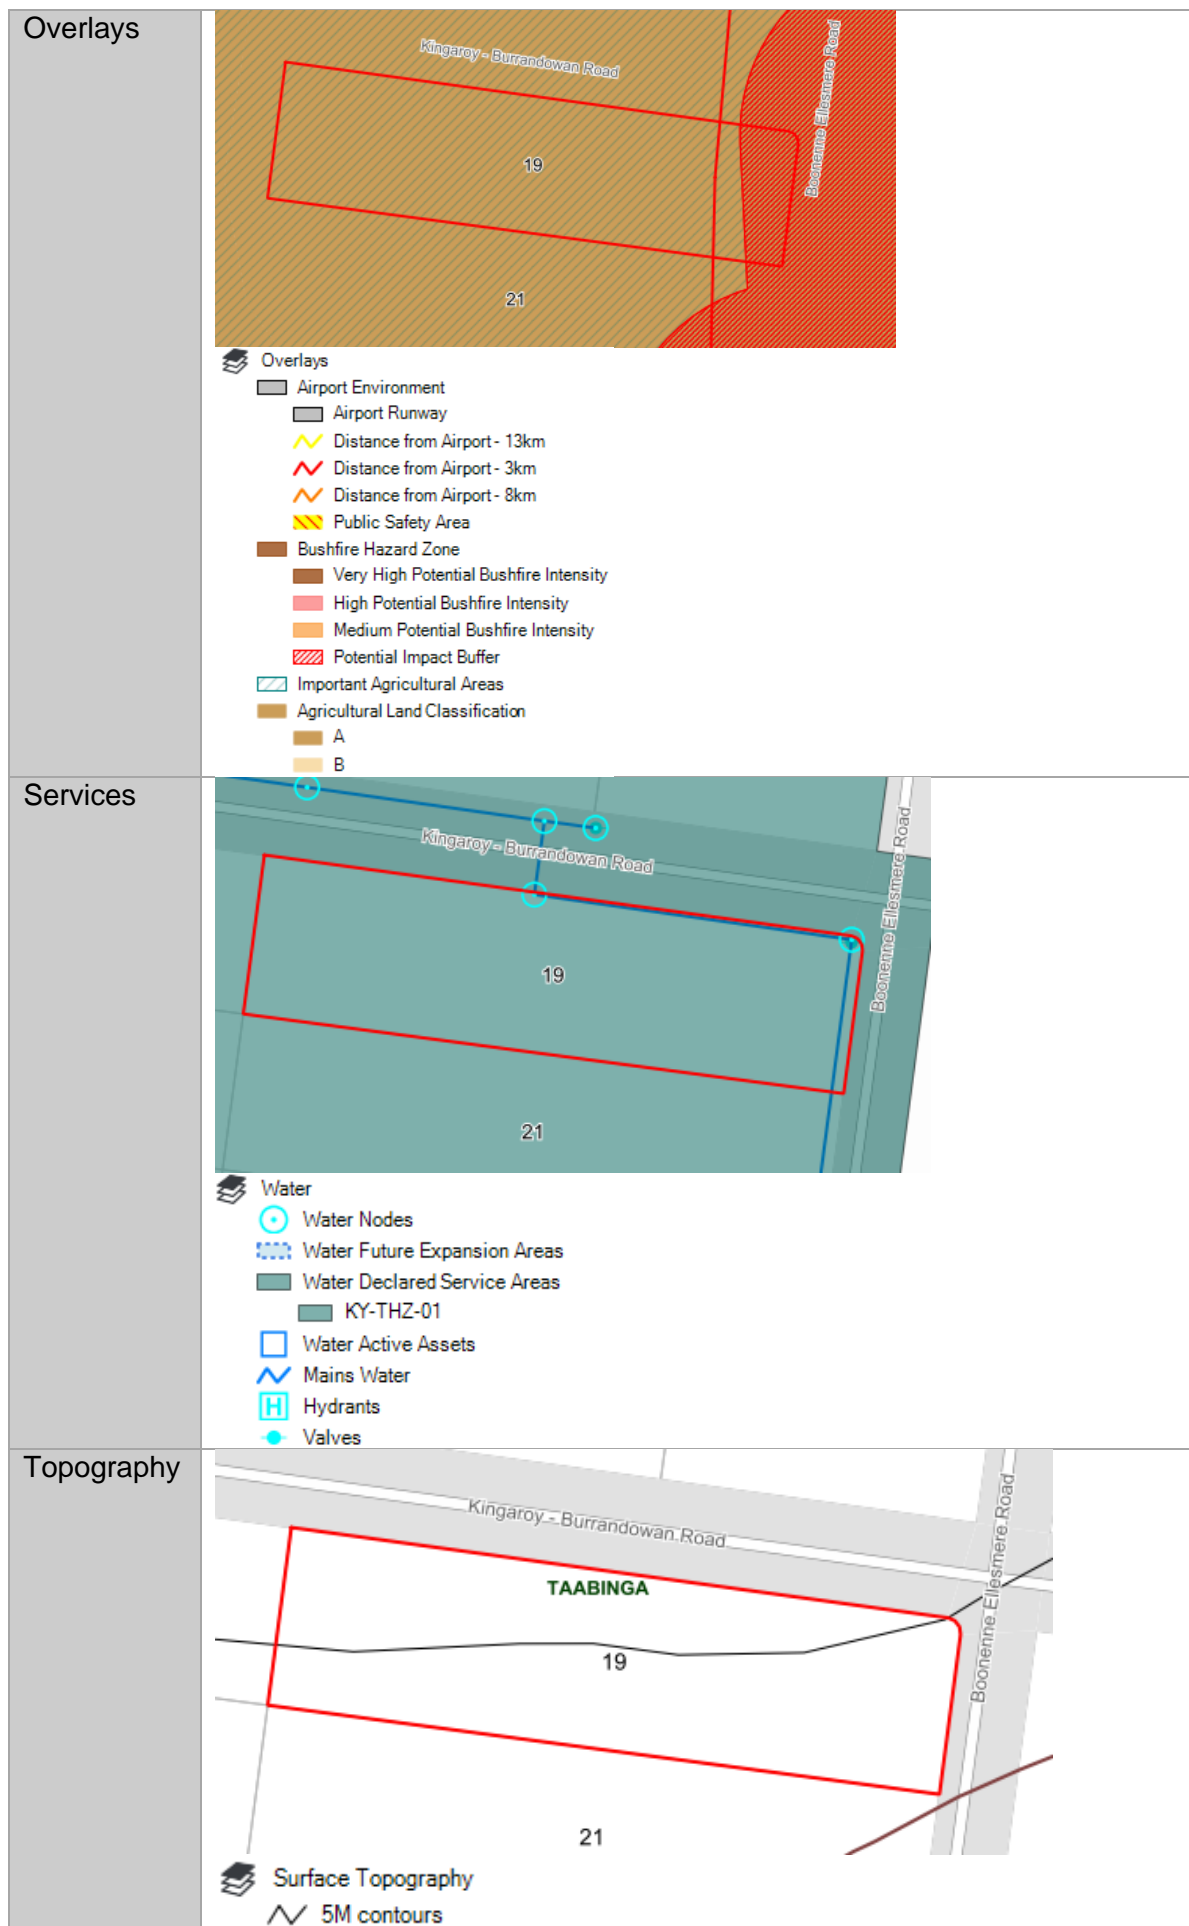 Overlays
Kingaroy - Burrandowan Road
Boonenne Ellesmere Road
19
21
Overlays
Airport Environment
Airport Runway
Distance from Airport - 13km
Distance from Airport - 3km
Distance from Airport - 8km
Public Safety Area
Bushfire Hazard Zone
Very High Potential Bushfire Intensity
High Potential Bushfire Intensity
Medium Potential Bushfire Intensity
Potential Impact Buffer
Important Agricultural Areas
Agricultural Land Classification
A
B
Services
Kingaroy - Burrandowan Road
Boonenne Ellesmere Road
19
21
Water
Water Nodes
Water Future Expansion Areas
Water Declared Service Areas
KY-THZ-01
Water Active Assets
Mains Water
H Hydrants
Valves
Topography
Kingaroy - Burrandowan Road
Boonenne Ellesmere Road
TAABINGA
19
21
Surface Topography
5M contours